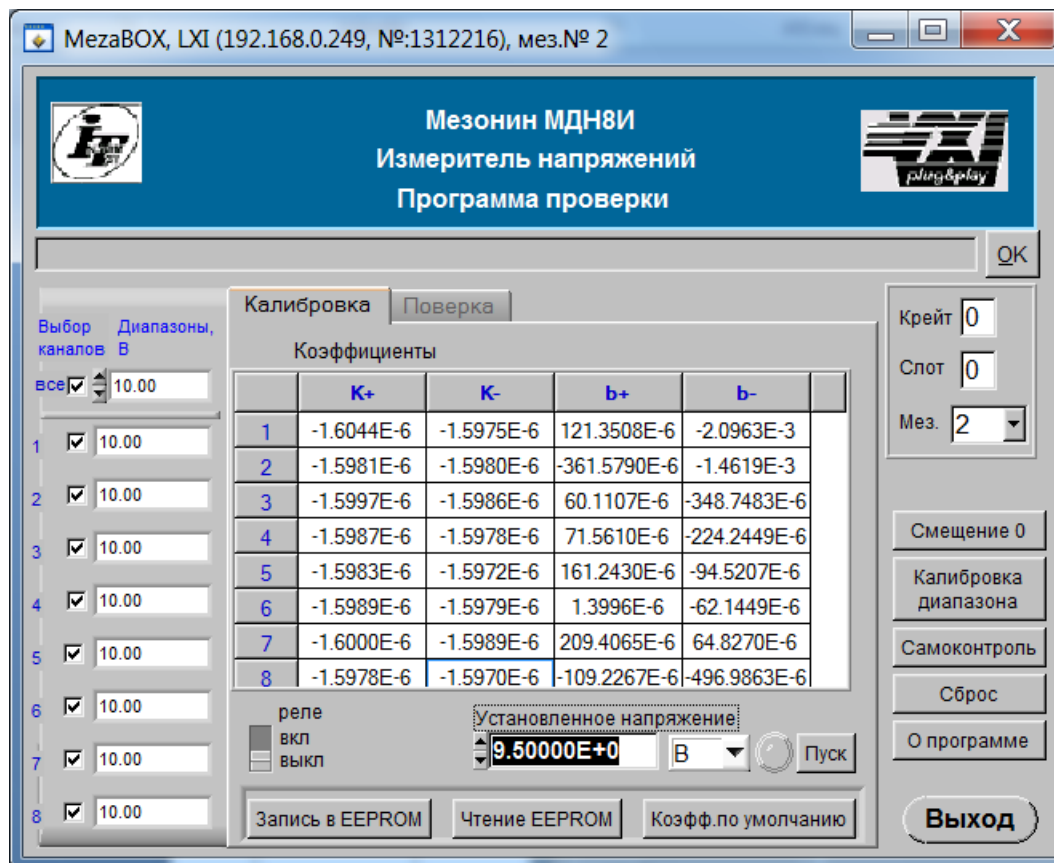 MezaBOX, LXI (192.168.0.249, №:1312216), мез.№ 2
Мезонин МДН8И
Измеритель напряжений
Программа проверки
plug&play
OK
Выбор каналов Диапазоны, В
все 10.00
1 10.00
2 10.00
3 10.00
4 10.00
5 10.00
6 10.00
7 10.00
8 10.00
Калибровка Поверка
Коэффициенты
K+ K- b+ b-
1 -1.6044E-6 -1.5975E-6 121.3508E-6 -2.0963E-3
2 -1.5981E-6 -1.5980E-6 -361.5790E-6 -1.4619E-3
3 -1.5997E-6 -1.5986E-6 60.1107E-6 -348.7483E-6
4 -1.5987E-6 -1.5978E-6 71.5610E-6 -224.2449E-6
5 -1.5983E-6 -1.5972E-6 161.2430E-6 -94.5207E-6
6 -1.5989E-6 -1.5979E-6 1.3996E-6 -62.1449E-6
7 -1.6000E-6 -1.5989E-6 209.4065E-6 64.8270E-6
8 -1.5978E-6 -1.5970E-6 -109.2267E-6 -496.9863E-6
реле
вкл
выкл
Установленное напряжение
9.50000E+0 В Пуск
Запись в EEPROM Чтение EEPROM Коэфф.по умолчанию
Крейт 0
Слот 0
Мез. 2
Смещение 0
Калибровка
диапазона
Самоконтроль
Сброс
О программе
Выход